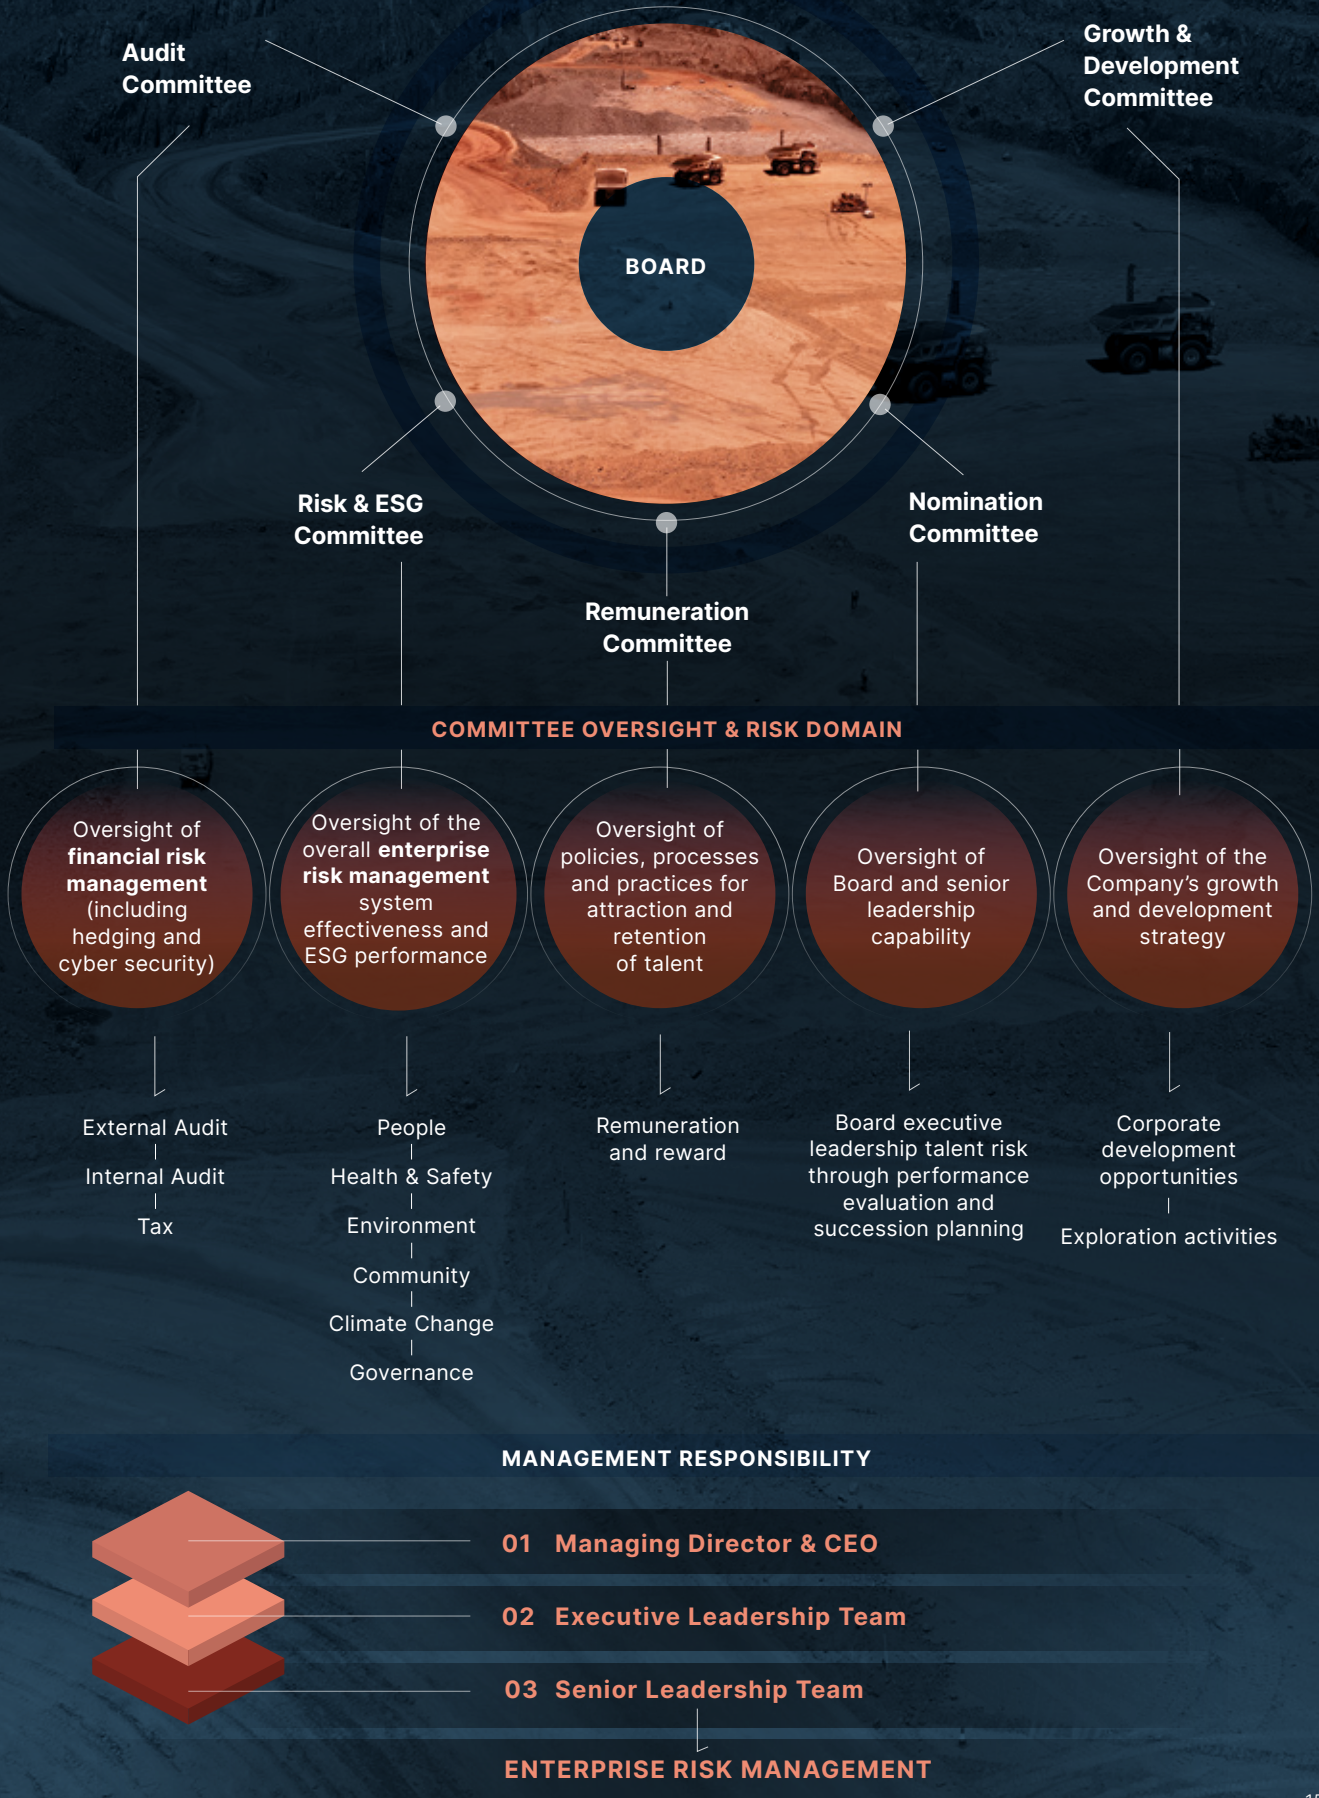 Audit
Committee
Growth &
Development
Committee
BOARD
Risk & ESG
Committee
Nomination
Committee
Remuneration
Committee
COMMITTEE OVERSIGHT & RISK DOMAIN
Oversight of
financial risk
management
(including
hedging and
cyber security)
Oversight of the
overall enterprise
risk management
system
effectiveness and
ESG performance
Oversight of
policies, processes
and practices for
attraction and
retention
of talent
Oversight of
Board and senior
leadership
capability
Oversight of the
Company’s growth
and development
strategy
External Audit
Internal Audit
Tax
People
Health & Safety
Environment
Community
Climate Change
Governance
Remuneration
and reward
Board executive
leadership talent risk
through performance
evaluation and
succession planning
Corporate
development
opportunities
Exploration activities
MANAGEMENT RESPONSIBILITY
01 Managing Director & CEO
02 Executive Leadership Team
03 Senior Leadership Team
ENTERPRISE RISK MANAGEMENT